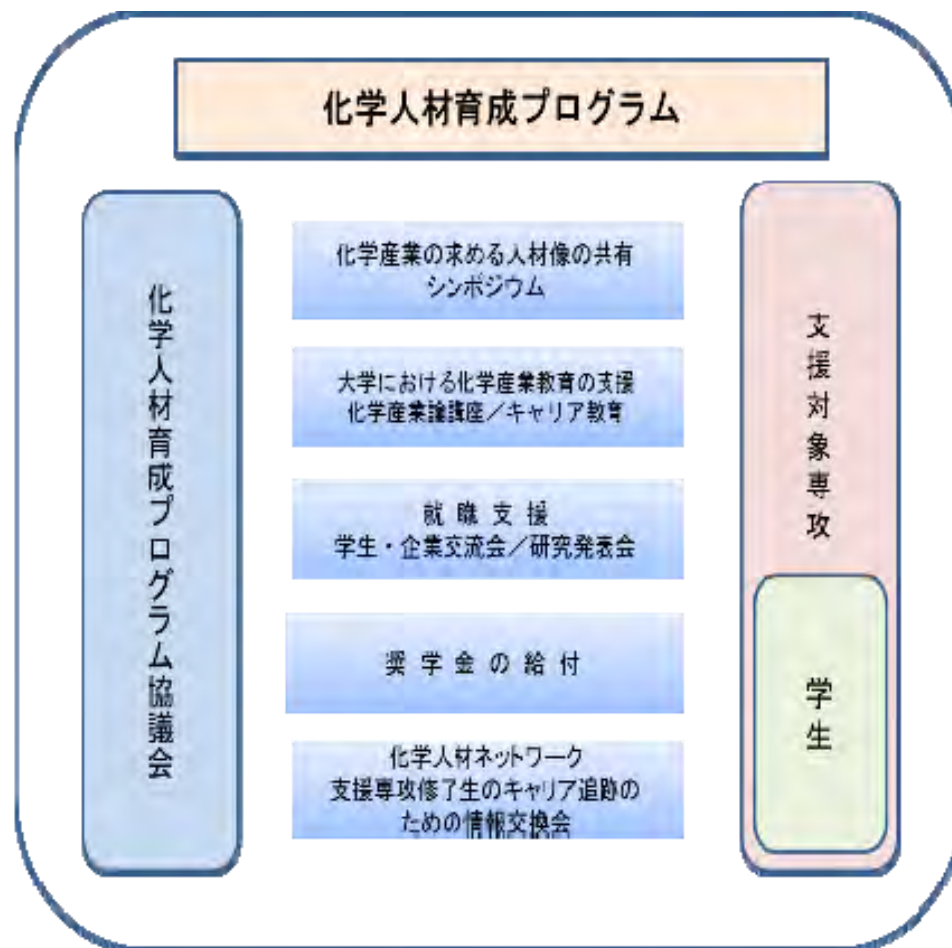 化学人材育成プログラム
化学人材育成プログラム協議会
化学産業の求める人材像の共有
シンポジウム
大学における化学産業教育の支援
化学産業論講座／キャリア教育
就職支援
学生・企業交流会／研究発表会
奨学金の給付
化学人材ネットワーク
支援専攻修了生のキャリア追跡の
ための情報交換会
支援対象専攻
学生